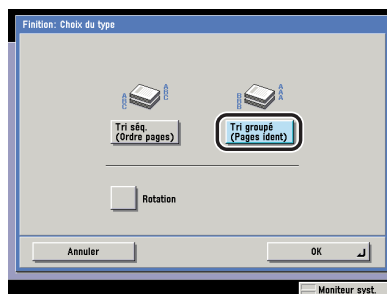 Finition: Choix du type
A B C
A B C
B B B
A A A
Tri séq.
(Ordre pages)
Tri groupé
(Pages ident)
Rotation
Annuler
OK
Moniteur syst.